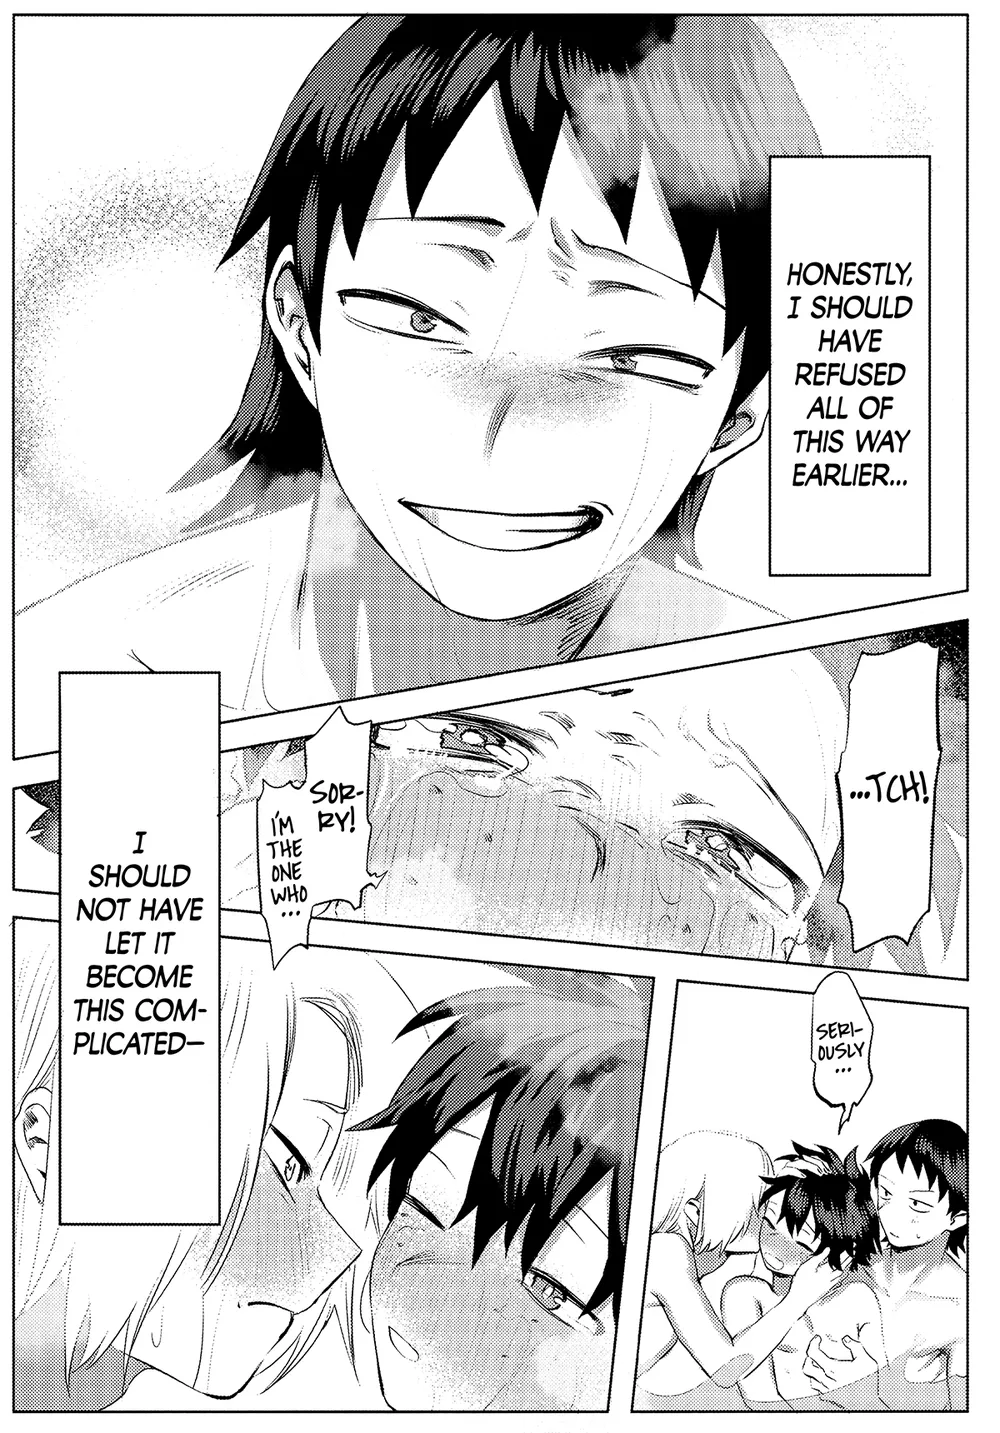 HONESTLY,
I SHOULD
HAVE
REFUSED
ALL OF
THIS WAY
EARLIER...
...TCH!
SOR-
RY!
I'M
THE
ONE
WHO
...
I
SHOULD
NOT HAVE
LET IT
BECOME
THIS COM-
PLICATED—
SERI-
OUSLY
...